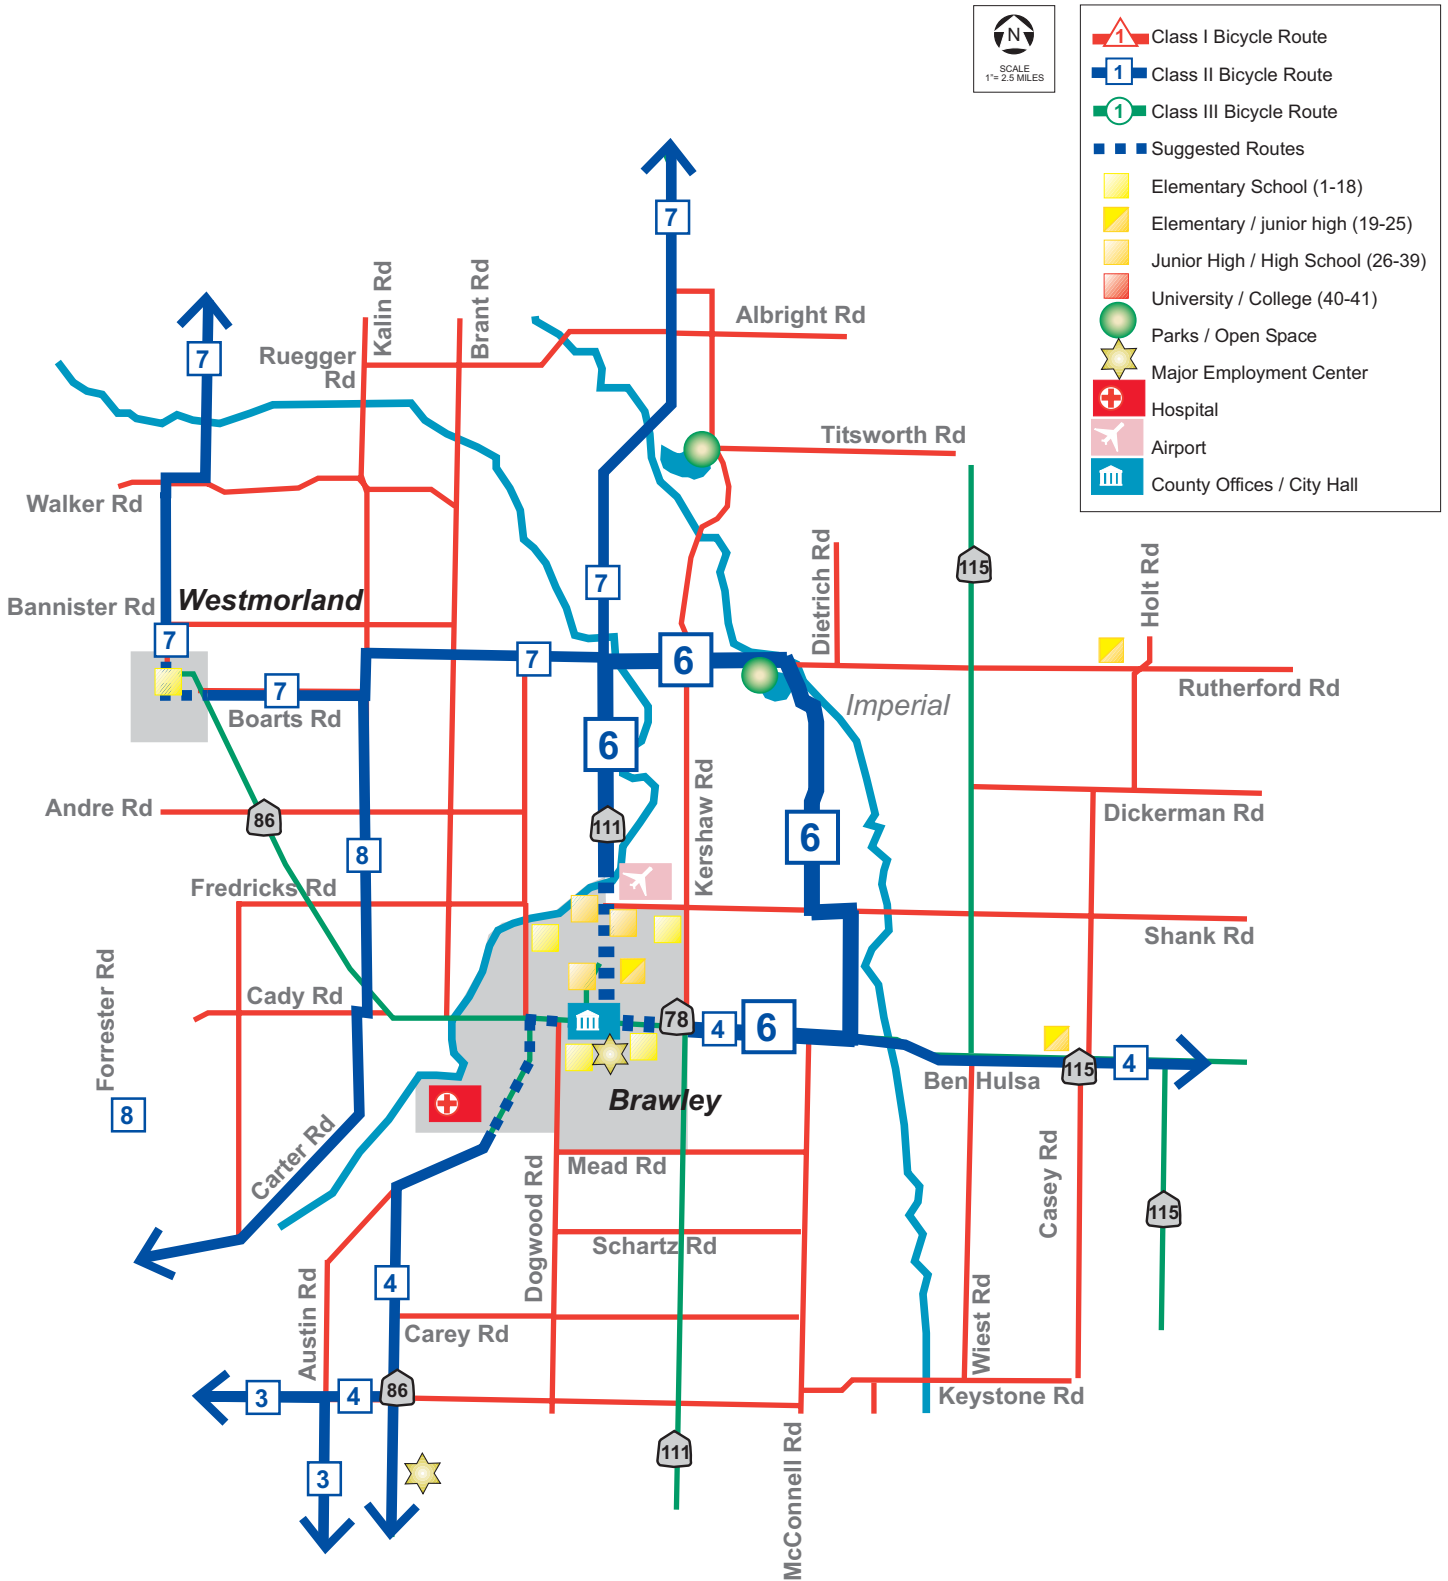 N
SCALE
1"= 2.5 MILES
1 Class I Bicycle Route
1 Class II Bicycle Route
1 Class III Bicycle Route
Suggested Routes
Elementary School (1-18)
Elementary / junior high (19-25)
Junior High / High School (26-39)
University / College (40-41)
Parks / Open Space
Major Employment Center
Hospital
Airport
County Offices / City Hall
7
Kalin Rd
Brant Rd
Albright Rd
7
Ruegger
Rd
Titsworth Rd
Walker Rd
Dietrich Rd
115
Holt Rd
7
Bannister Rd
Westmorland
7
7
6
7
Boarts Rd
Imperial
Rutherford Rd
6
Kershaw Rd
Andre Rd
86
111
6
Dickerman Rd
8
Fredricks Rd
Shank Rd
Forrester Rd
Cady Rd
78
4
6
115
4
Ben Hulsa
8
Brawley
Carter Rd
Mead Rd
Dogwood Rd
Casey Rd
115
Schartz Rd
4
Austin Rd
Wiest Rd
Carey Rd
3
4
86
Keystone Rd
111
McConnell Rd
3